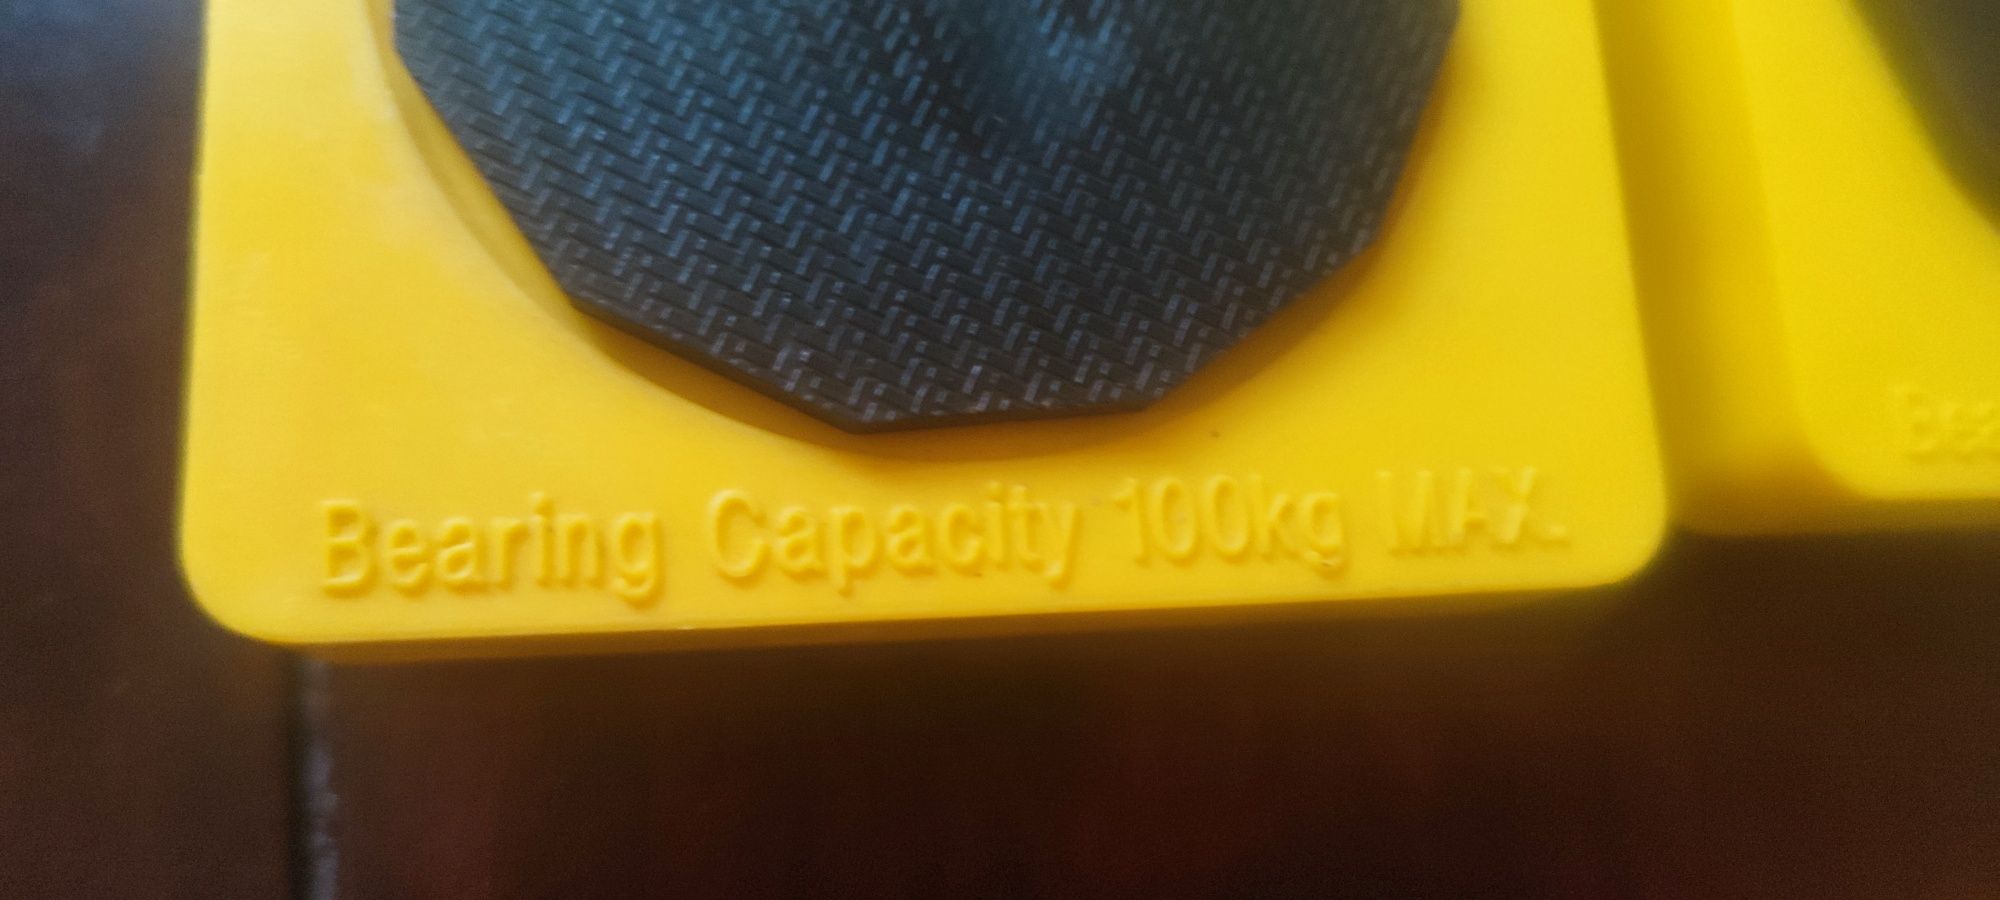 Bearing Capacity 100kg MAX.